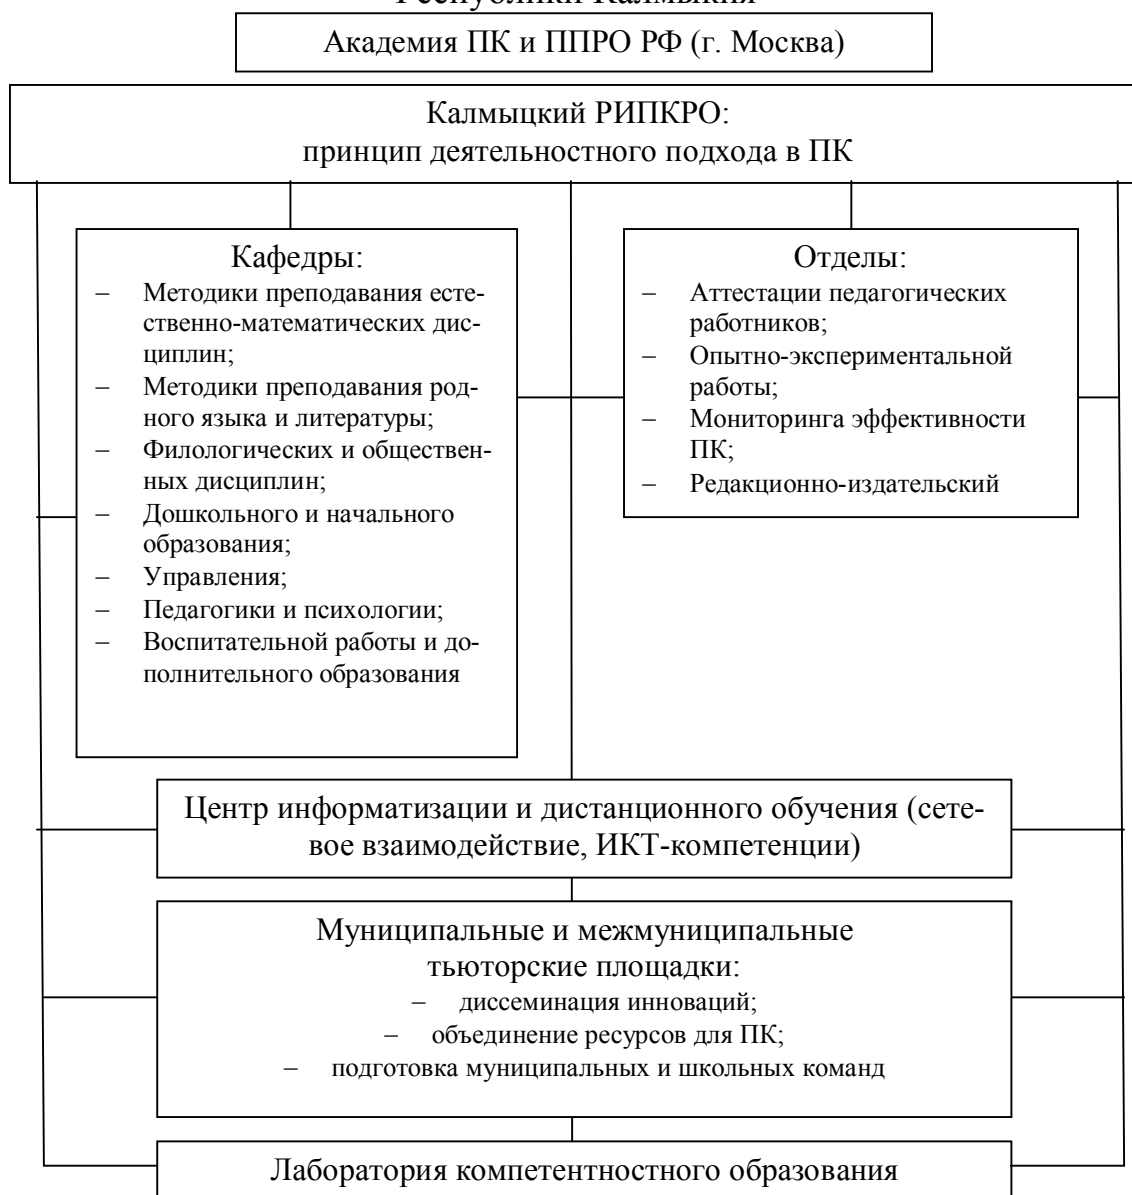 Республики Калмыкия
Академия ПК и ППРО РФ (г. Москва)
Калмыцкий РИПКРО:
принцип деятельностного подхода в ПК
Кафедры:
– Методики преподавания есте-
ственно-математических дис-
циплин;
– Методики преподавания род-
ного языка и литературы;
– Филологических и обществен-
ных дисциплин;
– Дошкольного и начального
образования;
– Управления;
– Педагогики и психологии;
– Воспитательной работы и до-
полнительного образования
Отделы:
– Аттестации педагогических
работников;
– Опытно-экспериментальной
работы;
– Мониторинга эффективности
ПК;
– Редакционно-издательский
Центр информатизации и дистанционного обучения (сете-
вое взаимодействие, ИКТ-компетенции)
Муниципальные и межмуниципальные
тьюторские площадки:
– диссеминация инноваций;
– объединение ресурсов для ПК;
– подготовка муниципальных и школьных команд
Лаборатория компетентностного образования